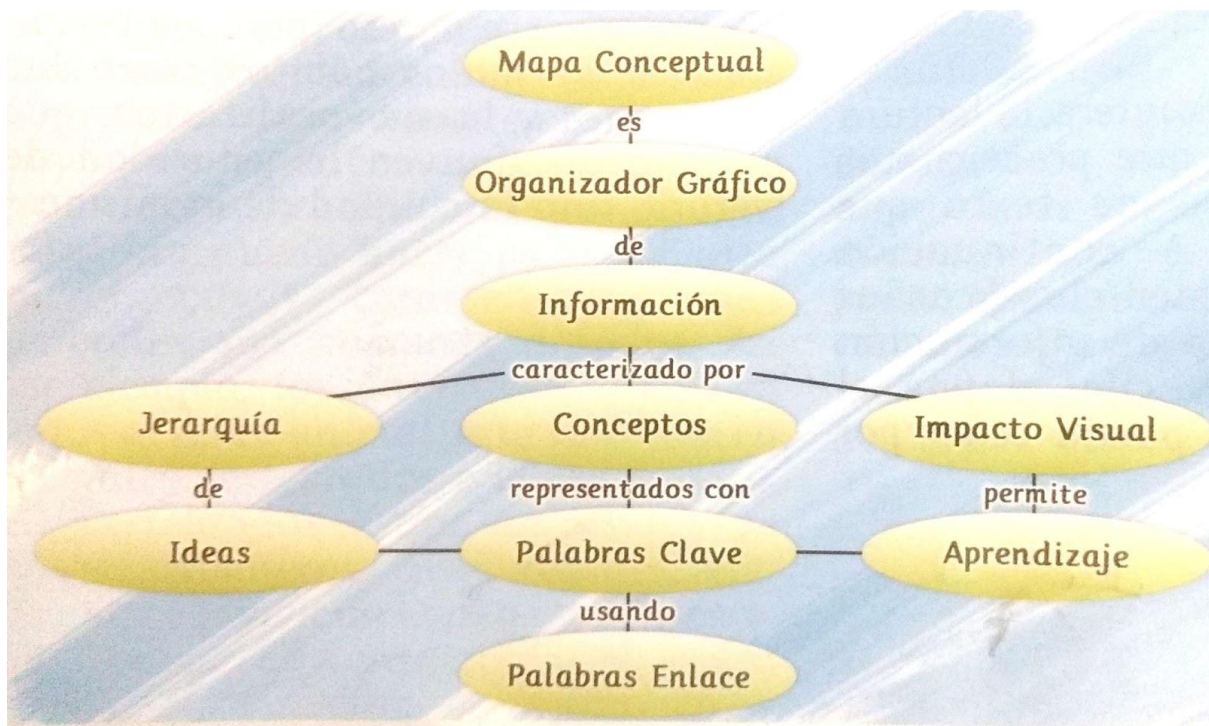 Mapa Conceptual
es
Organizador Gráfico
de
Información
caracterizado por
Jerarquía
Conceptos
Impacto Visual
de
representados con
permite
Ideas
Palabras Clave
Aprendizaje
usando
Palabras Enlace